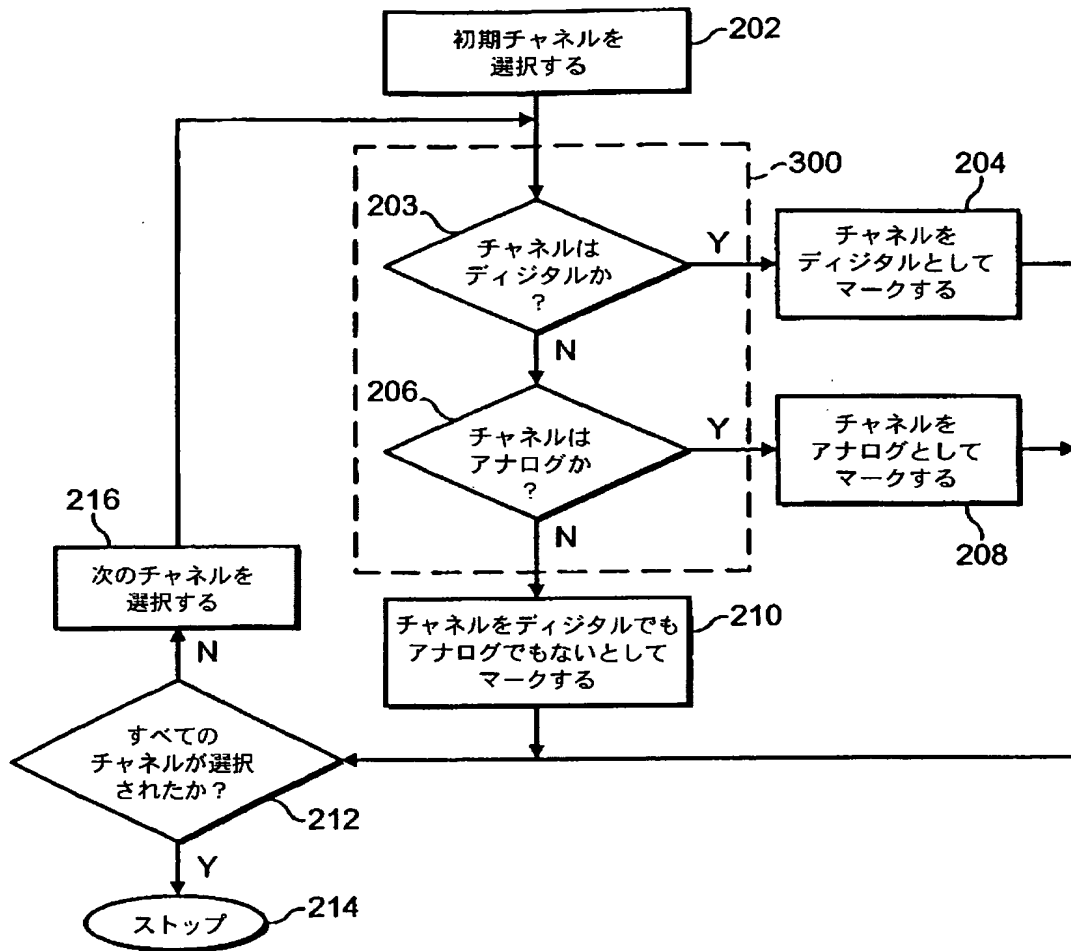 初期チャネルを
選択する
202
300
203
チャネルは
ディジタルか
?
Y
204
チャネルを
ディジタルとして
マークする
N
206
チャネルは
アナログか
?
Y
チャネルを
アナログとして
マークする
208
N
216
次のチャネルを
選択する
210
チャネルをディジタルでも
アナログでもないとして
マークする
N
すべての
チャネルが選択
されたか?
212
Y
ストップ
214